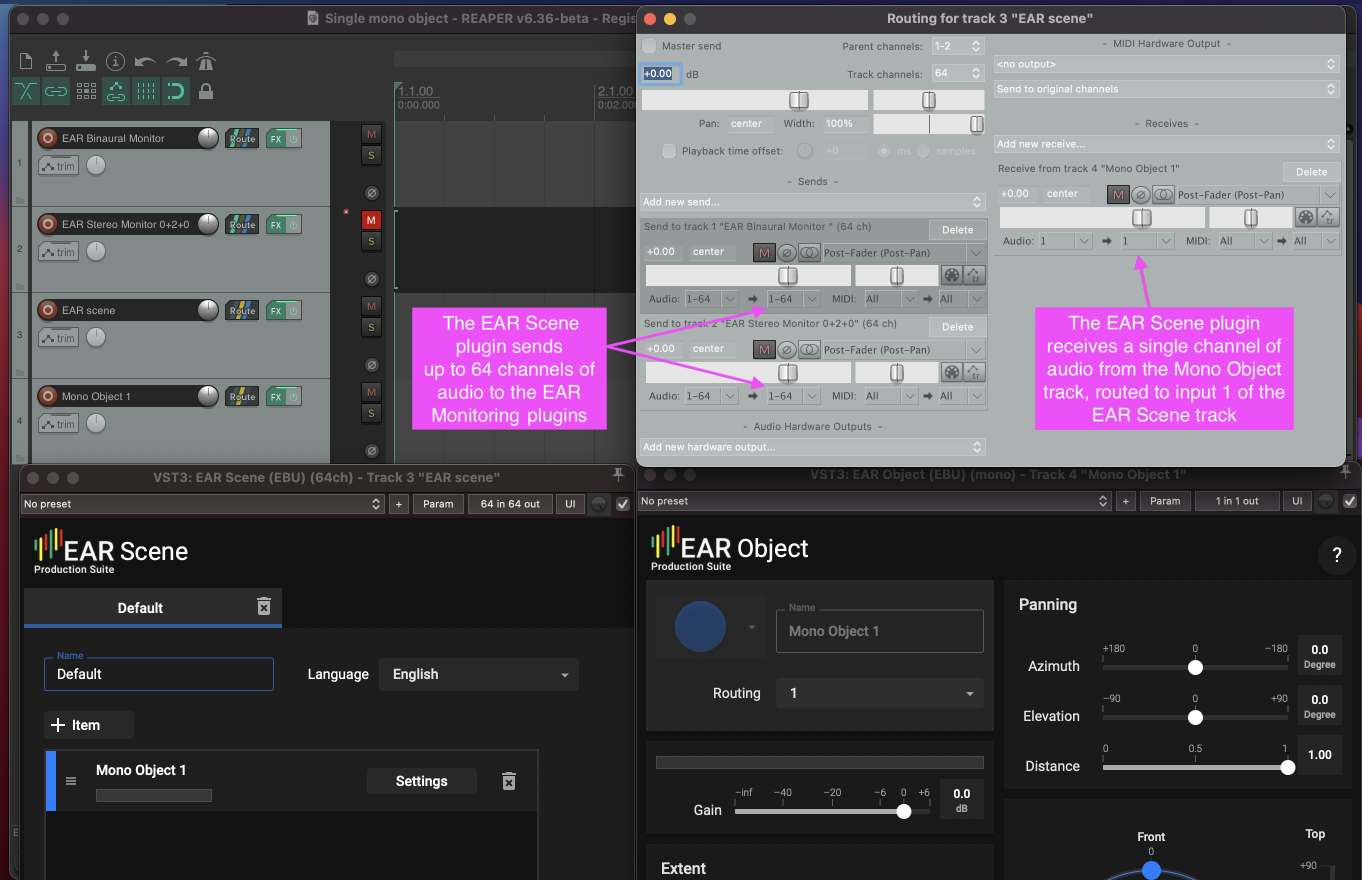 Single mono object - REAPER v6.36-beta - Regis
1.1.00
0:00.000
2.1.00
0:02.00
1
EAR Binaural Monitor
Route
FX
M
S
trim
2
EAR Stereo Monitor 0+2+0
Route
FX
M
S
trim
3
EAR scene
Route
FX
M
S
trim
4
Mono Object 1
Route
FX
M
S
trim
Routing for track 3 "EAR scene"
Master send
Parent channels:
1-2
+0.00
dB
Track channels:
64
Pan:
center
Width:
100%
Playback time offset:
+0
ms
samples
- Sends -
Add new send...
Send to track 1 "EAR Binaural Monitor " (64 ch)
Delete
+0.00
center
M
Post-Fader (Post-Pan)
tr
Audio:
1-64
1-64
MIDI:
All
All
Send to track 2 "EAR Stereo Monitor 0+2+0" (64 ch)
Delete
+0.00
center
M
Post-Fader (Post-Pan)
tr
Audio:
1-64
1-64
MIDI:
All
All
- Audio Hardware Outputs -
Add new hardware output...
- MIDI Hardware Output -
<no output>
Send to original channels
- Receives -
Add new receive...
Receive from track 4 "Mono Object 1"
Delete
+0.00
center
M
Post-Fader (Post-Pan)
tr
Audio:
1
1
MIDI:
All
All
The EAR Scene
plugin sends
up to 64 channels of
audio to the EAR
Monitoring plugins
The EAR Scene plugin
receives a single channel of
audio from the Mono Object
track, routed to input 1 of the
EAR Scene track
VST3: EAR Scene (EBU) (64ch) - Track 3 "EAR scene"
No preset
+
Param
64 in 64 out
UI
EAR Scene
Production Suite
Default
Name
Default
Language
English
+ Item
Mono Object 1
Settings
VST3: EAR Object (EBU) (mono) - Track 4 "Mono Object 1"
No preset
+
Param
1 in 1 out
UI
EAR Object
Production Suite
?
Name
Mono Object 1
Routing
1
Gain
-inf
-40
-20
-6
0
+6
0.0
dB
Extent
Panning
Azimuth
+180
0
-180
0.0
Degree
Elevation
-90
0
+90
0.0
Degree
Distance
0
0.5
1
1.00
Front
0
Top
+90